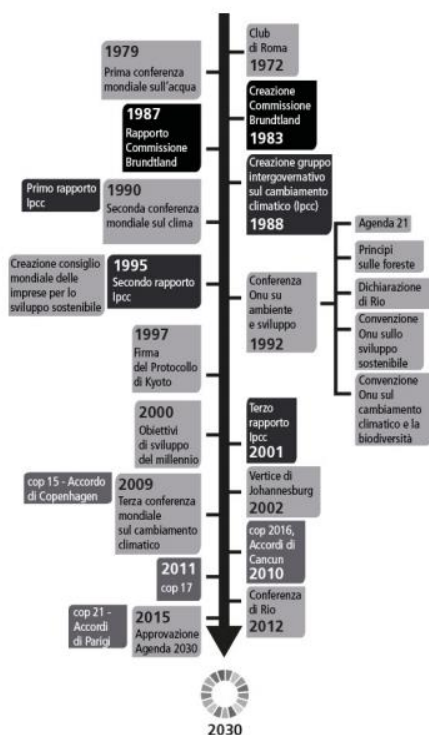 Club
di Roma
1972
1979
Prima conferenza
mondiale sull'acqua
Creazione
Commissione
Brundtland
1983
1987
Rapporto
Commissione
Brundtland
Creazione gruppo
intergovernativo
sul cambiamento
climatico (Ipcc)
1988
Primo rapporto
Ipcc
1990
Seconda conferenza
mondiale sul clima
Agenda 21
Principi
sulle foreste
Dichiarazione
di Rio
Convenzione
Onu sullo
sviluppo
sostenibile
Convenzione
Onu sul
cambiamento
climatico e la
biodiversità
Conferenza
Onu su
ambiente
e sviluppo
1992
Creazione consiglio
mondiale delle
imprese per lo
sviluppo sostenibile
1995
Secondo rapporto
Ipcc
1997
Firma
del Protocollo
di Kyoto
2000
Obiettivi
di sviluppo
del millennio
Terzo
rapporto
Ipcc
2001
Vertice di
Johannesburg
2002
cop 15 - Accordo
di Copenhagen
2009
Terza conferenza
mondiale
sul cambiamento
climatico
cop 2016,
Accordi di
Cancun
2010
2011
cop 17
Conferenza
di Rio
2012
cop 21 -
Accordi
di Parigi
2015
Approvazione
Agenda 2030
2030